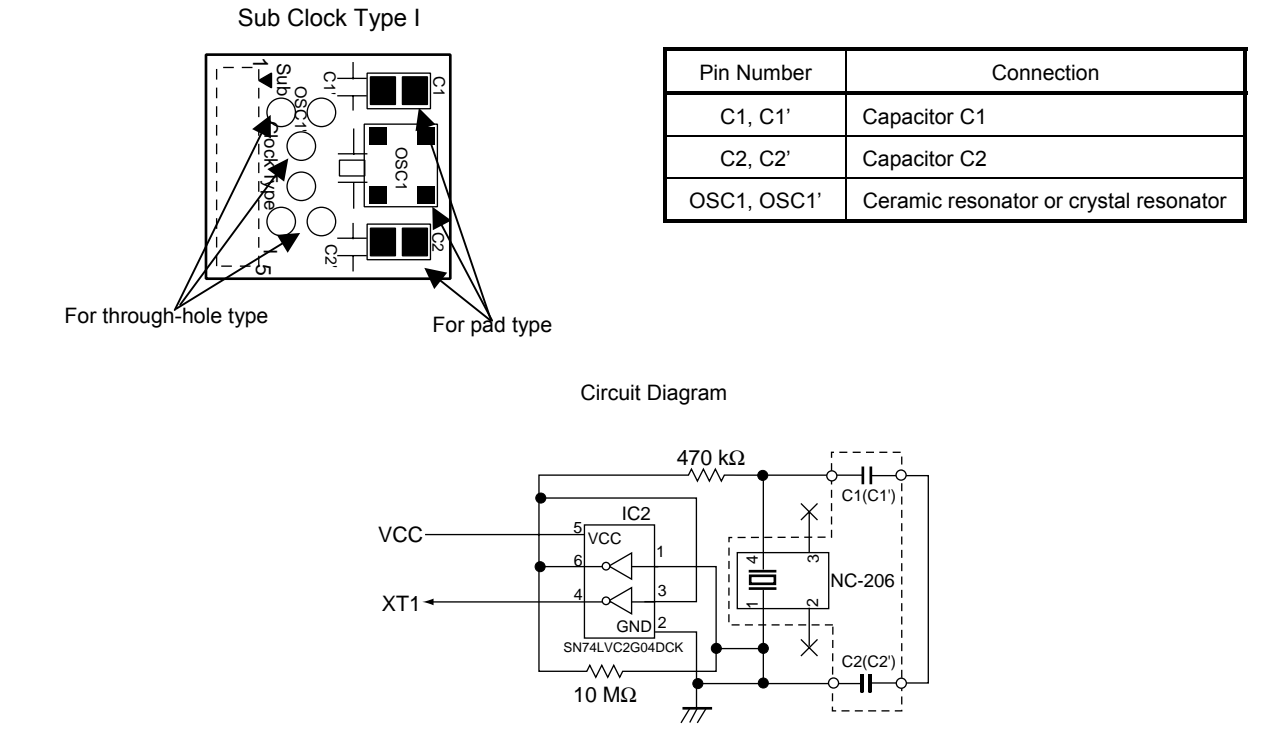 Sub Clock Type I
1
Sub Clock Type I
OSC1'
C1'
C1
OSC1
C2'
C2
5
For through-hole type
For pad type
Pin Number Connection
C1, C1’ Capacitor C1
C2, C2’ Capacitor C2
OSC1, OSC1’ Ceramic resonator or crystal resonator
Circuit Diagram
470 kΩ
C1(C1')
IC2
VCC
5
VCC
6
1
4
3
NC-206
XT1
4
3
1
2
GND
2
SN74LVC2G04DCK
C2(C2')
10 MΩ